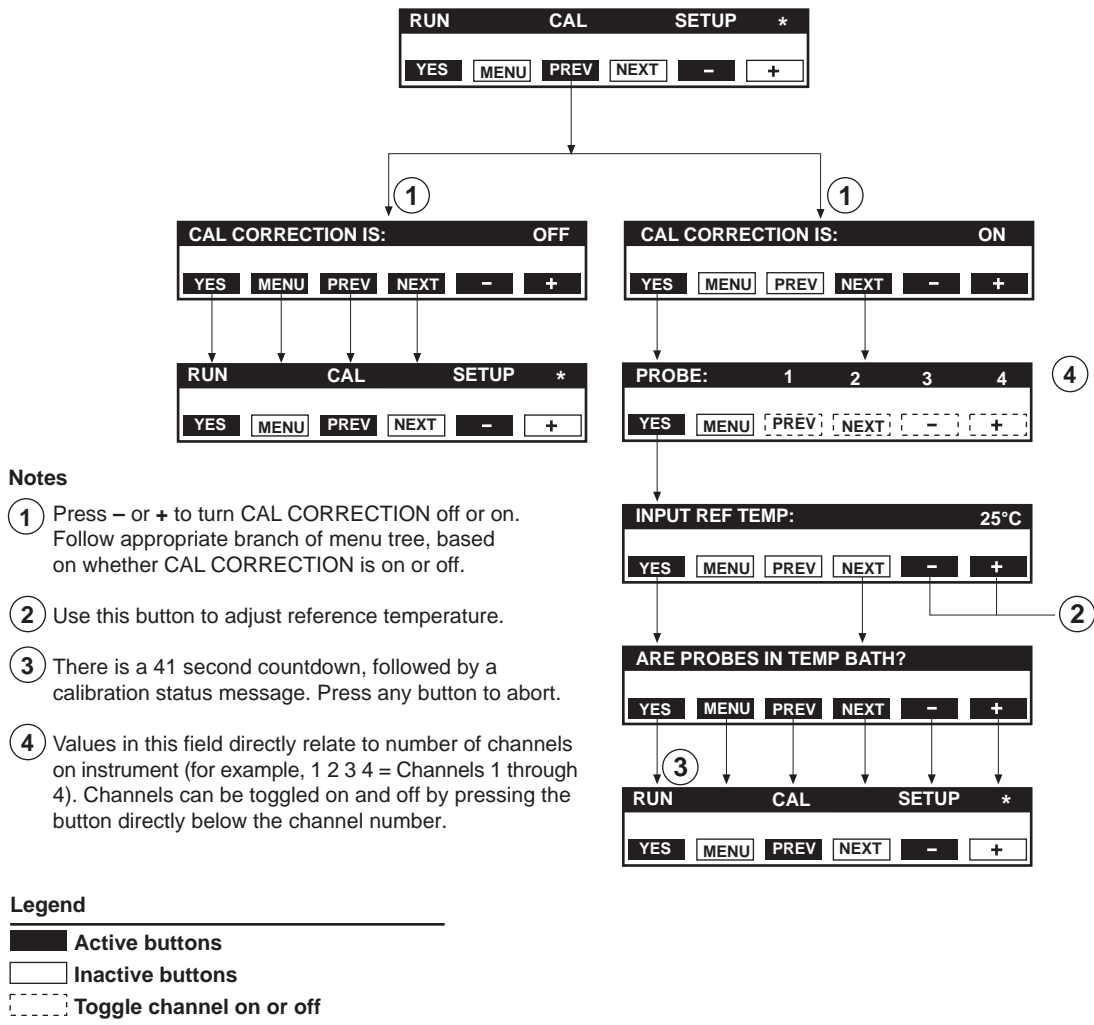 RUN CAL SETUP *
YES MENU PREV NEXT – +
1
CAL CORRECTION IS: OFF
YES MENU PREV NEXT – +
RUN CAL SETUP *
YES MENU PREV NEXT – +
1
CAL CORRECTION IS: ON
YES MENU PREV NEXT – +
PROBE: 1 2 3 4
4
YES MENU PREV NEXT – +
INPUT REF TEMP: 25°C
YES MENU PREV NEXT – +
2
ARE PROBES IN TEMP BATH?
YES MENU PREV NEXT – +
3
RUN CAL SETUP *
YES MENU PREV NEXT – +
Notes
1 Press – or + to turn CAL CORRECTION off or on.
Follow appropriate branch of menu tree, based
on whether CAL CORRECTION is on or off.
2 Use this button to adjust reference temperature.
3 There is a 41 second countdown, followed by a
calibration status message. Press any button to abort.
4 Values in this field directly relate to number of channels
on instrument (for example, 1 2 3 4 = Channels 1 through
4). Channels can be toggled on and off by pressing the
button directly below the channel number.
Legend
Active buttons
Inactive buttons
Toggle channel on or off